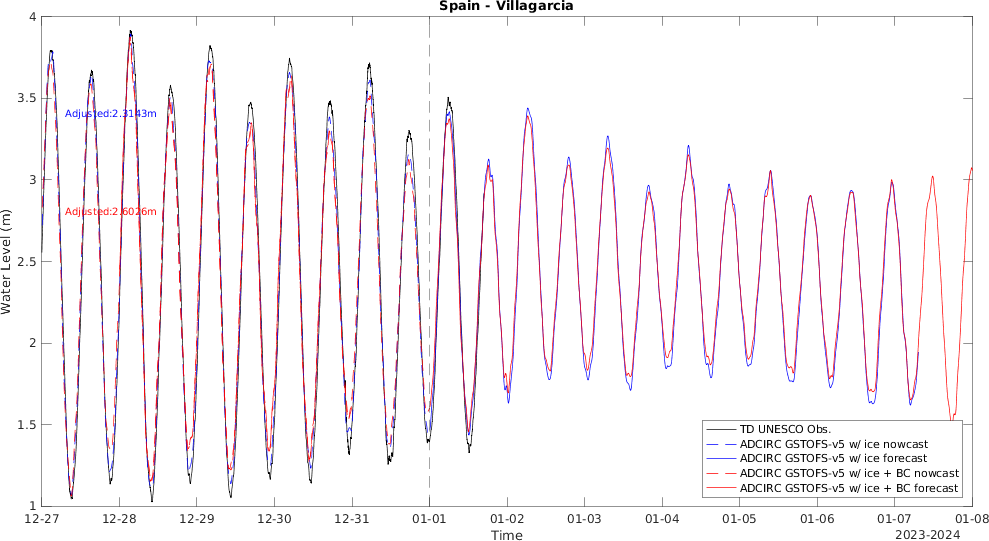 Spain - Villagarcia
Water Level (m)
4
3.5
3
2.5
2
1.5
1
Adjusted:2.3143m
Adjusted:2.6026m
TD UNESCO Obs.
ADCIRC GSTOFS-v5 w/ ice nowcast
ADCIRC GSTOFS-v5 w/ ice forecast
ADCIRC GSTOFS-v5 w/ ice + BC nowcast
ADCIRC GSTOFS-v5 w/ ice + BC forecast
12-27 12-28 12-29 12-30 12-31 01-01 01-02 01-03 01-04 01-05 01-06 01-07 01-08
Time
2023-2024